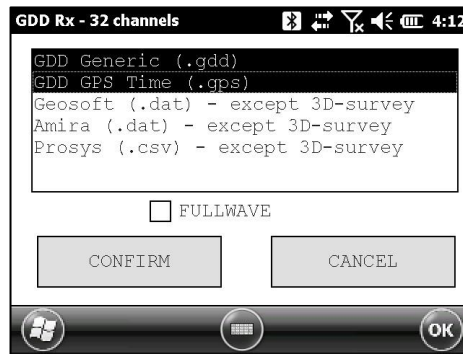 GDD Rx - 32 channels 4:12
GDD Generic (.gdd)
GDD GPS Time (.gps)
Geosoft (.dat) - except 3D-survey
Amira (.dat) - except 3D-survey
Prosys (.csv) - except 3D-survey
FULLWAVE
CONFIRM CANCEL
OK